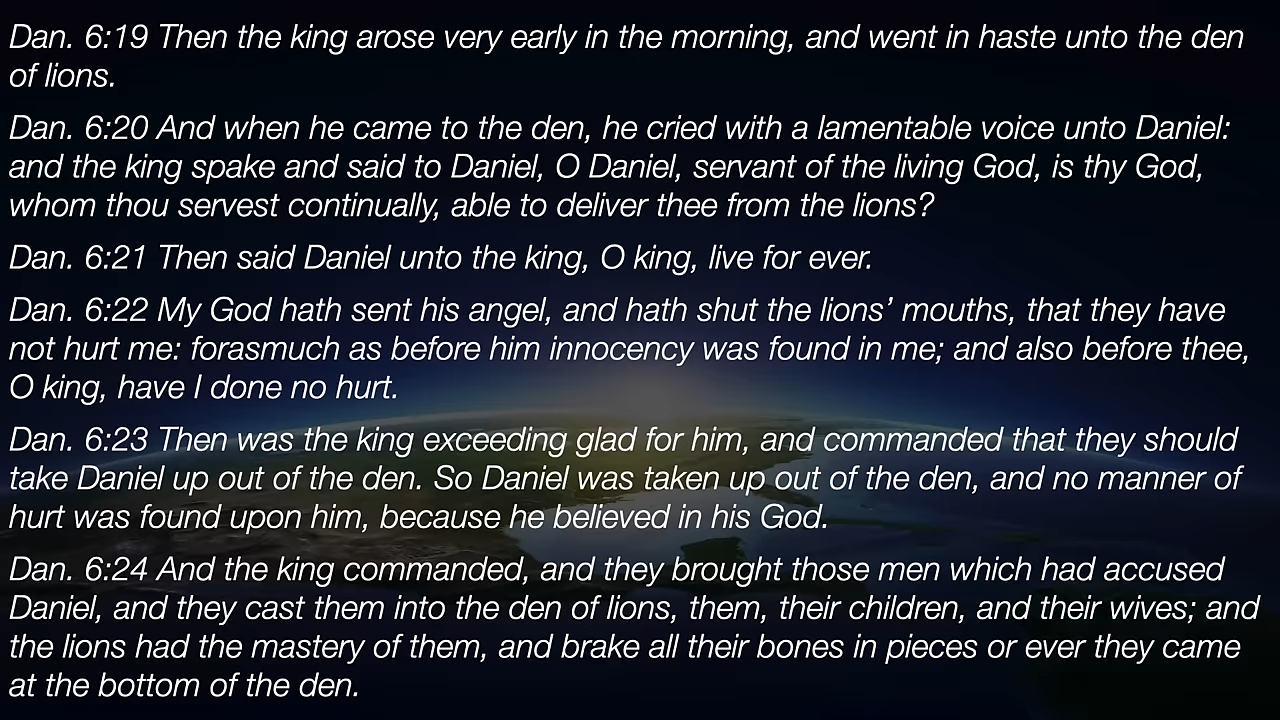 Dan. 6:19 Then the king arose very early in the morning, and went in haste unto the den
of lions.
Dan. 6:20 And when he came to the den, he cried with a lamentable voice unto Daniel:
and the king spake and said to Daniel, O Daniel, servant of the living God, is thy God,
whom thou servest continually, able to deliver thee from the lions?
Dan. 6:21 Then said Daniel unto the king, O king, live for ever.
Dan. 6:22 My God hath sent his angel, and hath shut the lions’ mouths, that they have
not hurt me: forasmuch as before him innocency was found in me; and also before thee,
O king, have I done no hurt.
Dan. 6:23 Then was the king exceeding glad for him, and commanded that they should
take Daniel up out of the den. So Daniel was taken up out of the den, and no manner of
hurt was found upon him, because he believed in his God.
Dan. 6:24 And the king commanded, and they brought those men which had accused
Daniel, and they cast them into the den of lions, them, their children, and their wives; and
the lions had the mastery of them, and brake all their bones in pieces or ever they came
at the bottom of the den.